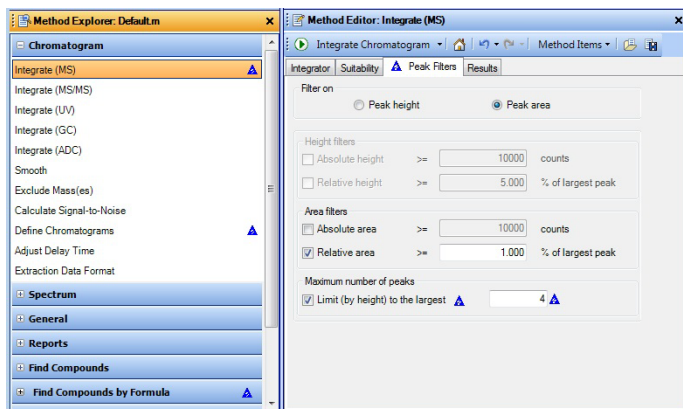 Method Explorer: Default.m
Chromatogram
Integrate (MS)
Integrate (MS/MS)
Integrate (UV)
Integrate (GC)
Integrate (ADC)
Smooth
Exclude Mass(es)
Calculate Signal-to-Noise
Define Chromatograms
Adjust Delay Time
Extraction Data Format
Spectrum
General
Reports
Find Compounds
Find Compounds by Formula
Method Editor: Integrate (MS)
Integrate Chromatogram Method Items
Integrator Suitability Peak Filters Results
Filter on
Peak height Peak area
Height filters
Absolute height >= 10000 counts
Relative height >= 5.000 % of largest peak
Area filters
Absolute area >= 10000 counts
Relative area >= 1.000 % of largest peak
Maximum number of peaks
Limit (by height) to the largest 4